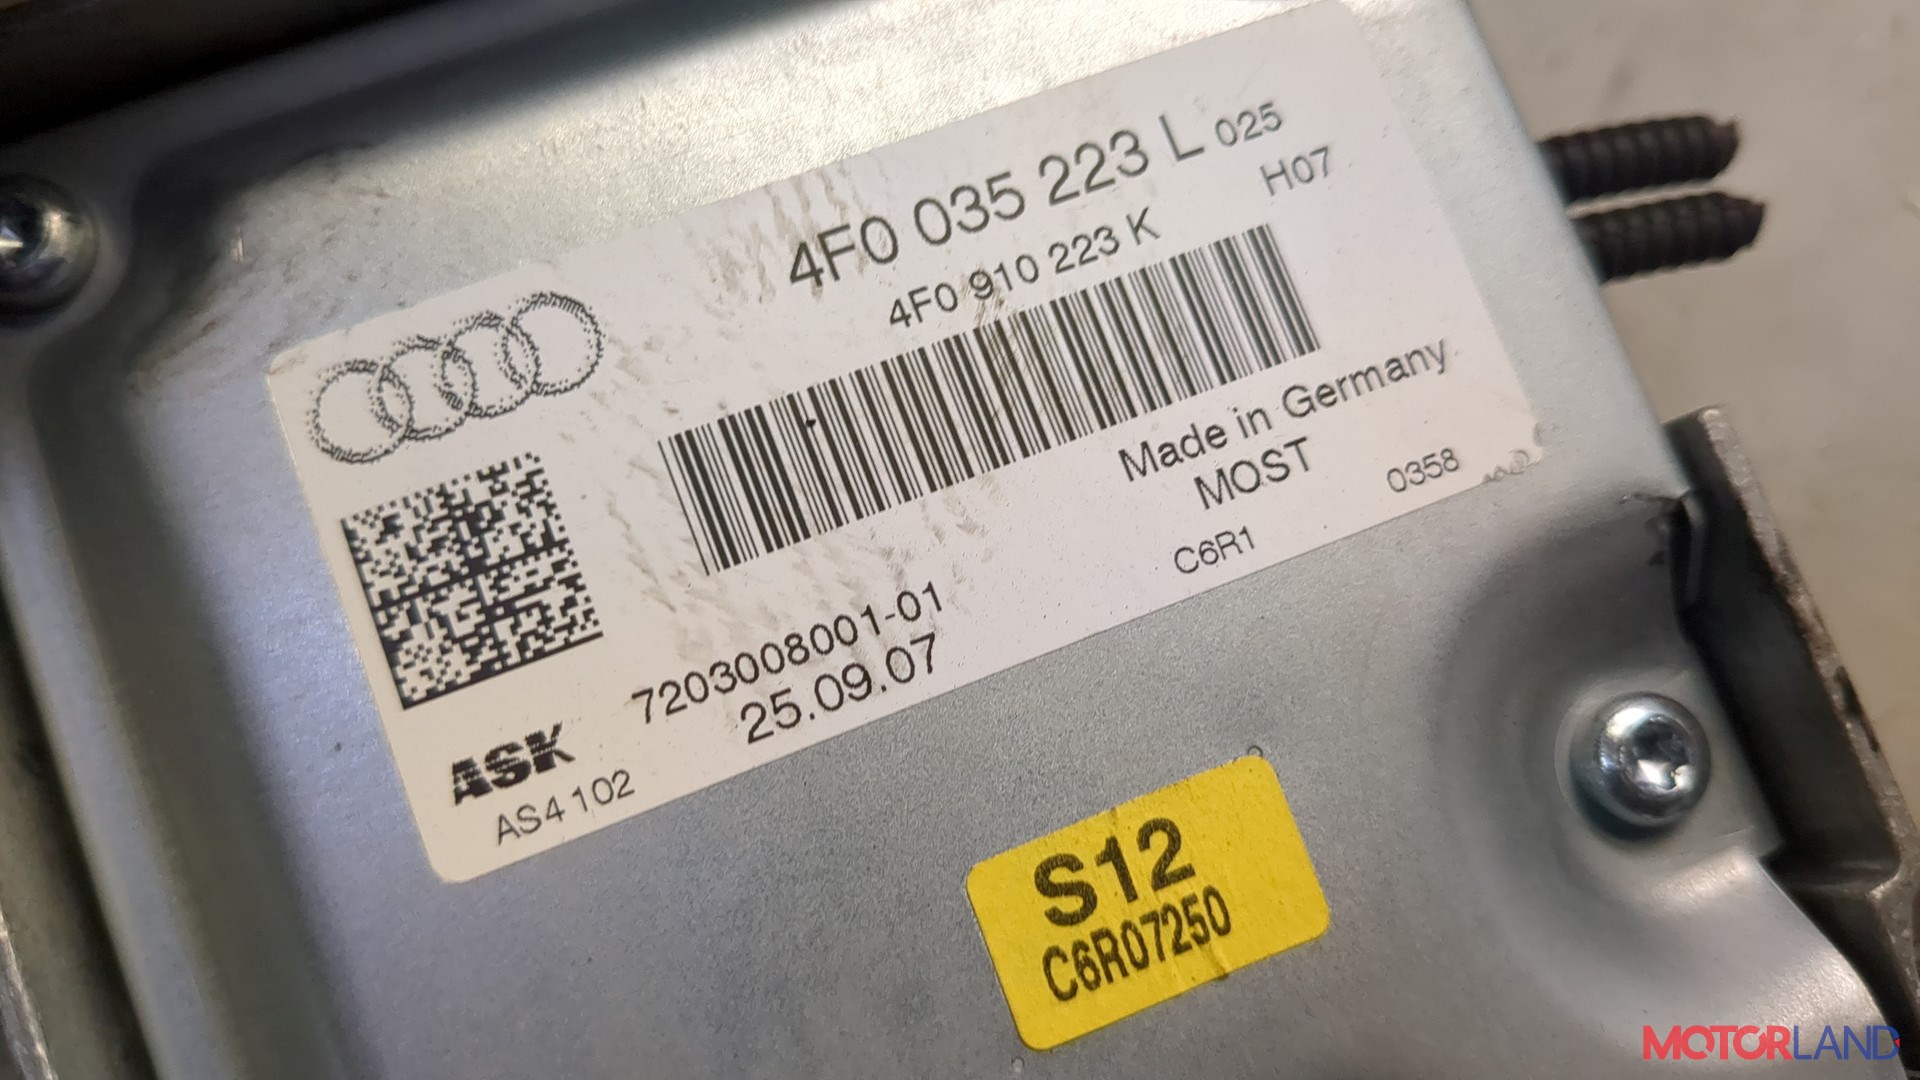 4F0 035 223 L 025
H07
4F0 910 223 K
Made in Germany
MOST
0358
C6R1
7203008001-01
25.09.07
ASK
AS4102
S12
C6R07250
MOTORLAND